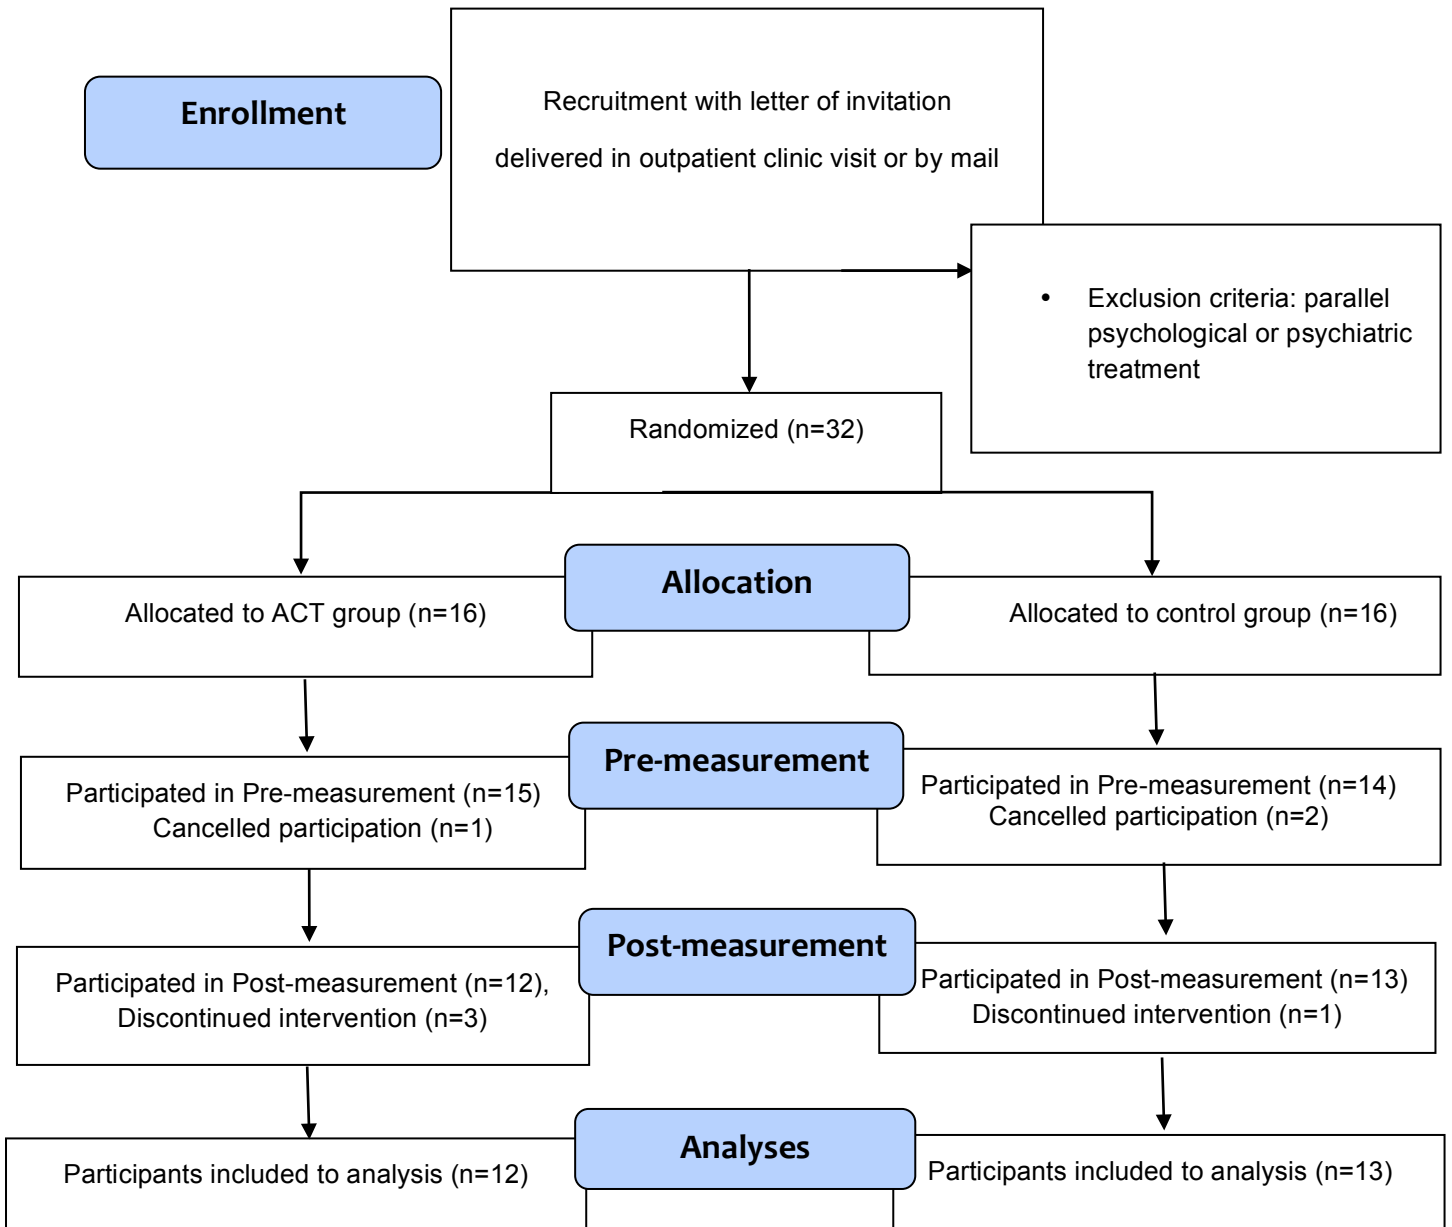 Enrollment
Recruitment with letter of invitation
delivered in outpatient clinic visit or by mail
• Exclusion criteria: parallel
psychological or psychiatric
treatment
Randomized (n=32)
Allocation
Allocated to ACT group (n=16)
Allocated to control group (n=16)
Pre-measurement
Participated in Pre-measurement (n=15)
Cancelled participation (n=1)
Participated in Pre-measurement (n=14)
Cancelled participation (n=2)
Post-measurement
Participated in Post-measurement (n=12),
Discontinued intervention (n=3)
Participated in Post-measurement (n=13)
Discontinued intervention (n=1)
Analyses
Participants included to analysis (n=12)
Participants included to analysis (n=13)